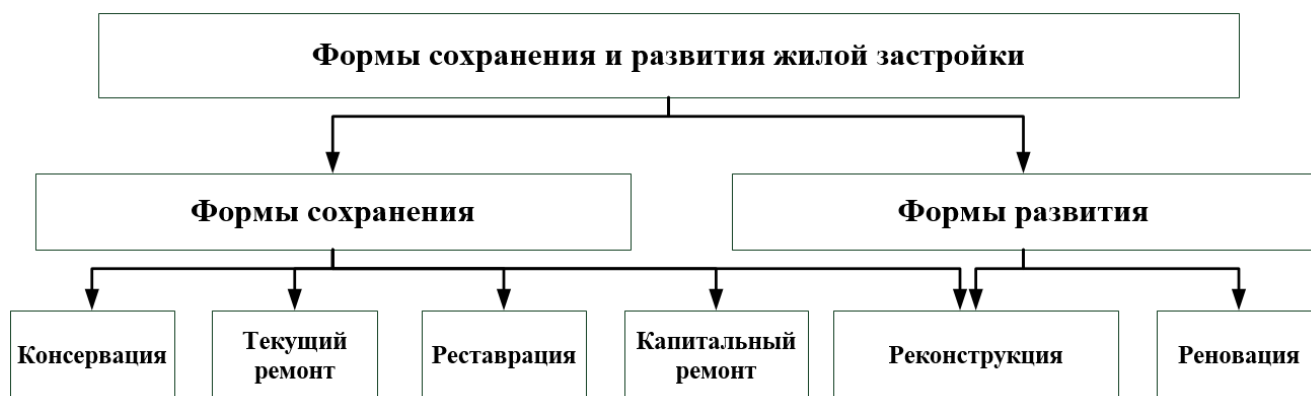 Формы сохранения и развития жилой застройки
Формы сохранения
Формы развития
Консервация
Текущий
ремонт
Реставрация
Капитальный
ремонт
Реконструкция
Реновация